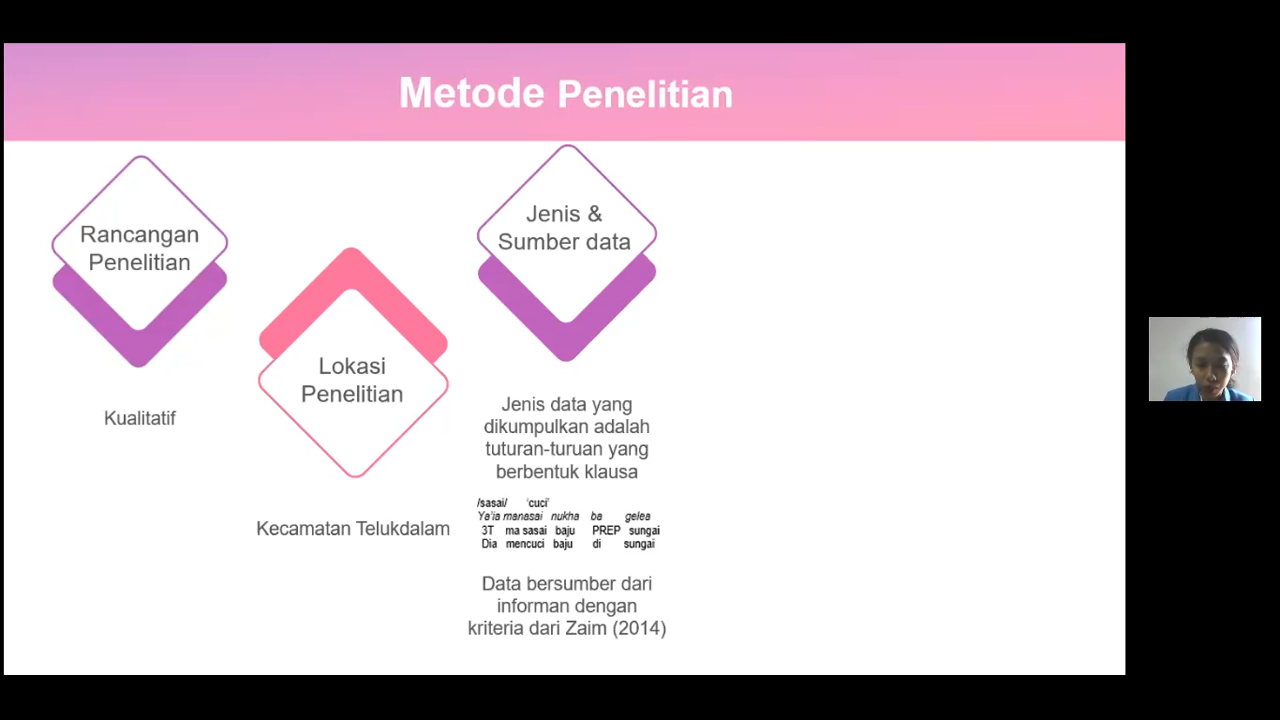 Metode Penelitian
Rancangan
Penelitian
Kualitatif
Lokasi
Penelitian
Kecamatan Telukdalam
Jenis &
Sumber data
Jenis data yang
dikumpulkan adalah
tuturan-turuan yang
berbentuk klausa
/sasai/ 'cuci'
Ya'ia manasai nukha ba gelea
3T ma sasai baju PREP sungai
Dia mencuci baju di sungai
Data bersumber dari
informan dengan
kriteria dari Zaim (2014)